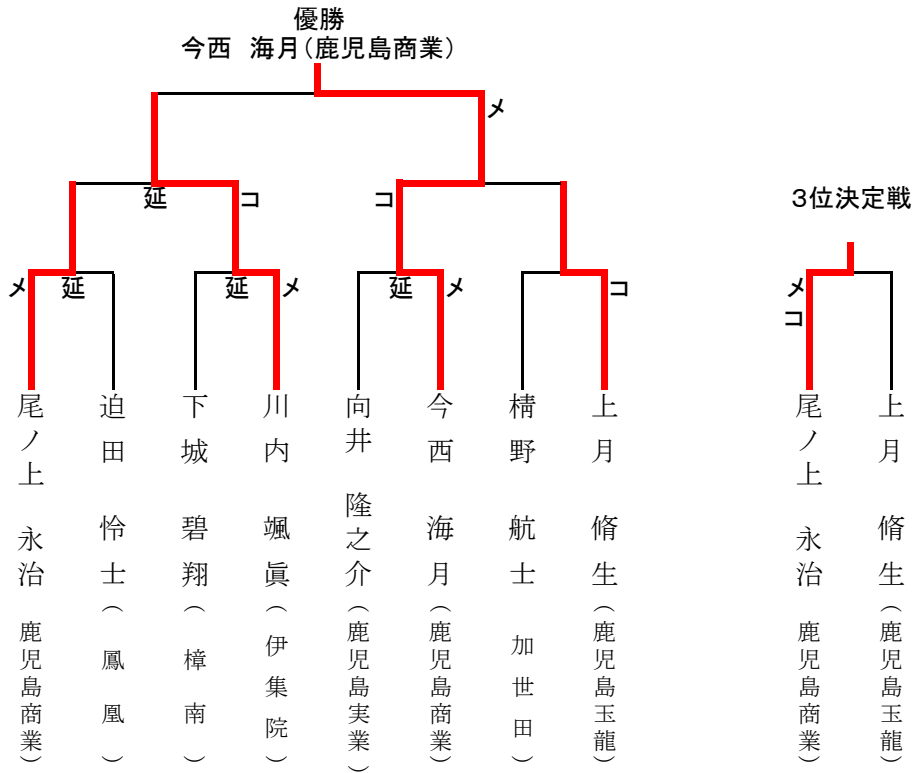 優勝
今西 海月(鹿児島商業)
メ
延
コ
コ
3位決定戦
メ
延
延
メ
延
メ
コ
メ
コ
尾ノ上 永治 鹿児島商業)
迫田 怜士( 鳳凰 )
下城 碧翔( 樟南 )
川内 颯眞( 伊集院 )
向井 隆之介(鹿児島実業)
今西 海月(鹿児島商業)
棈野 航士 加世田 )
上月 脩生(鹿児島玉龍)
尾ノ上 永治 鹿児島商業)
上月 脩生(鹿児島玉龍)